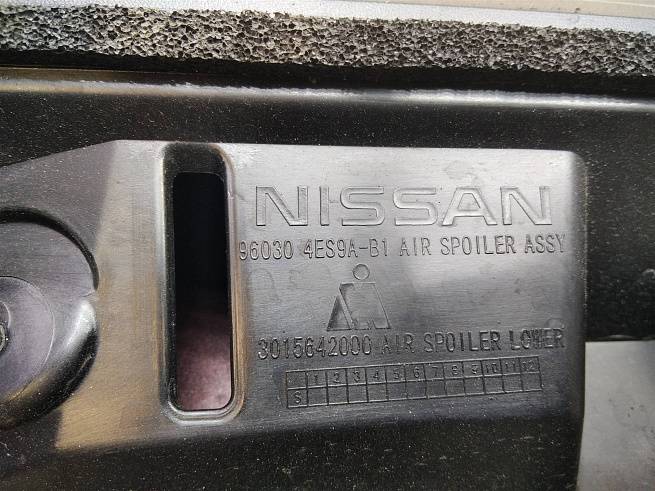 NISSAN
96030 4ES9A-B1 AIR SPOILER ASSY
3015642000 AIR SPOILER LOWER
1 2 3 4 5 6 7 8 9 10 11 12
S